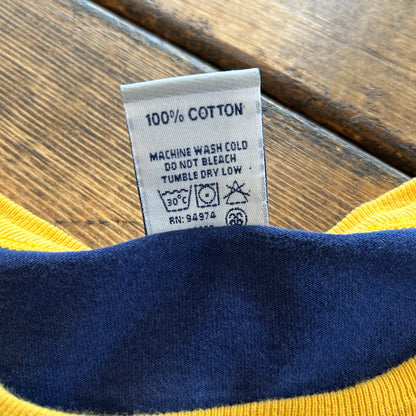 100% COTTON
MACHINE WASH COLD
DO NOT BLEACH
TUMBLE DRY LOW
30°C
RN: 94974